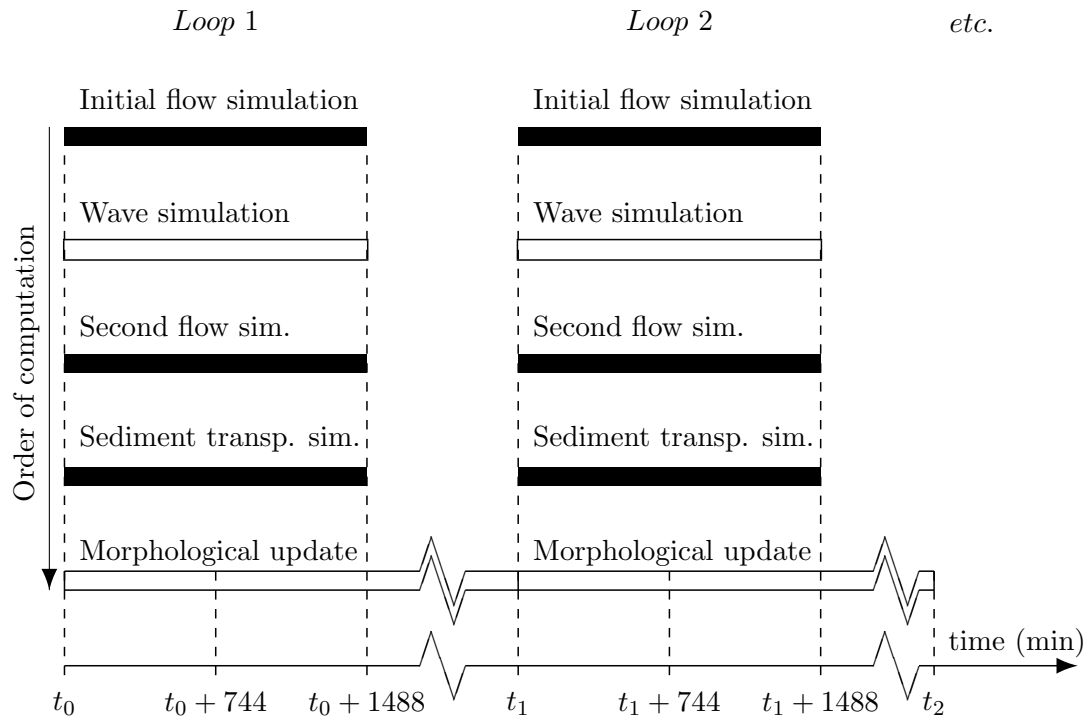 Loop 1 Loop 2 etc.
Initial flow simulation Initial flow simulation
Wave simulation Wave simulation
Second flow sim. Second flow sim.
Sediment transp. sim. Sediment transp. sim.
Morphological update Morphological update
Order of computation
time (min)
t₀ t₀ + 744 t₀ + 1488 t₁ t₁ + 744 t₁ + 1488 t₂